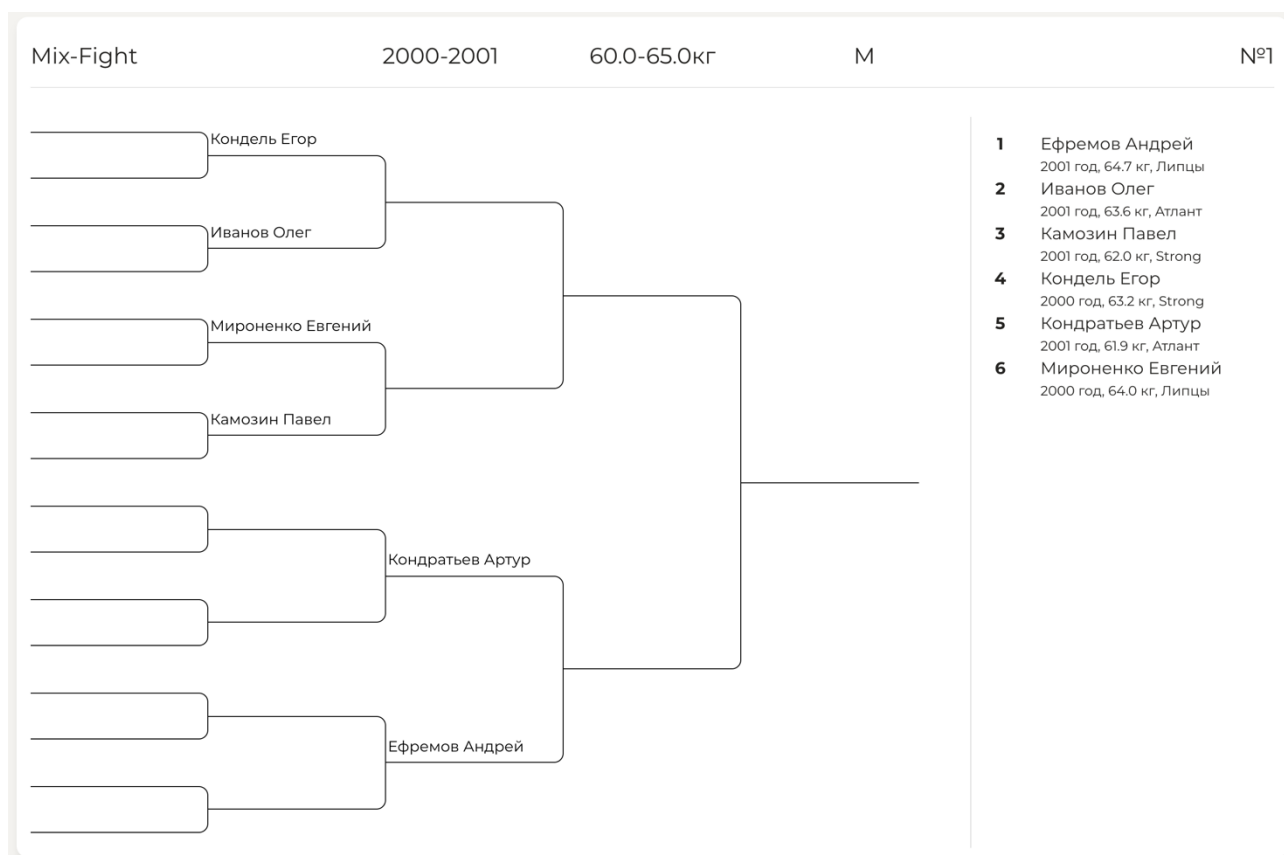 Mix-Fight 2000-2001 60.0-65.0кг М №1
Кондель Егор
Иванов Олег
Мироненко Евгений
Камозин Павел
Кондратьев Артур
Ефремов Андрей
1 Ефремов Андрей
2001 год, 64.7 кг, Липцы
2 Иванов Олег
2001 год, 63.6 кг, Атлант
3 Камозин Павел
2001 год, 62.0 кг, Strong
4 Кондель Егор
2000 год, 63.2 кг, Strong
5 Кондратьев Артур
2001 год, 61.9 кг, Атлант
6 Мироненко Евгений
2000 год, 64.0 кг, Липцы